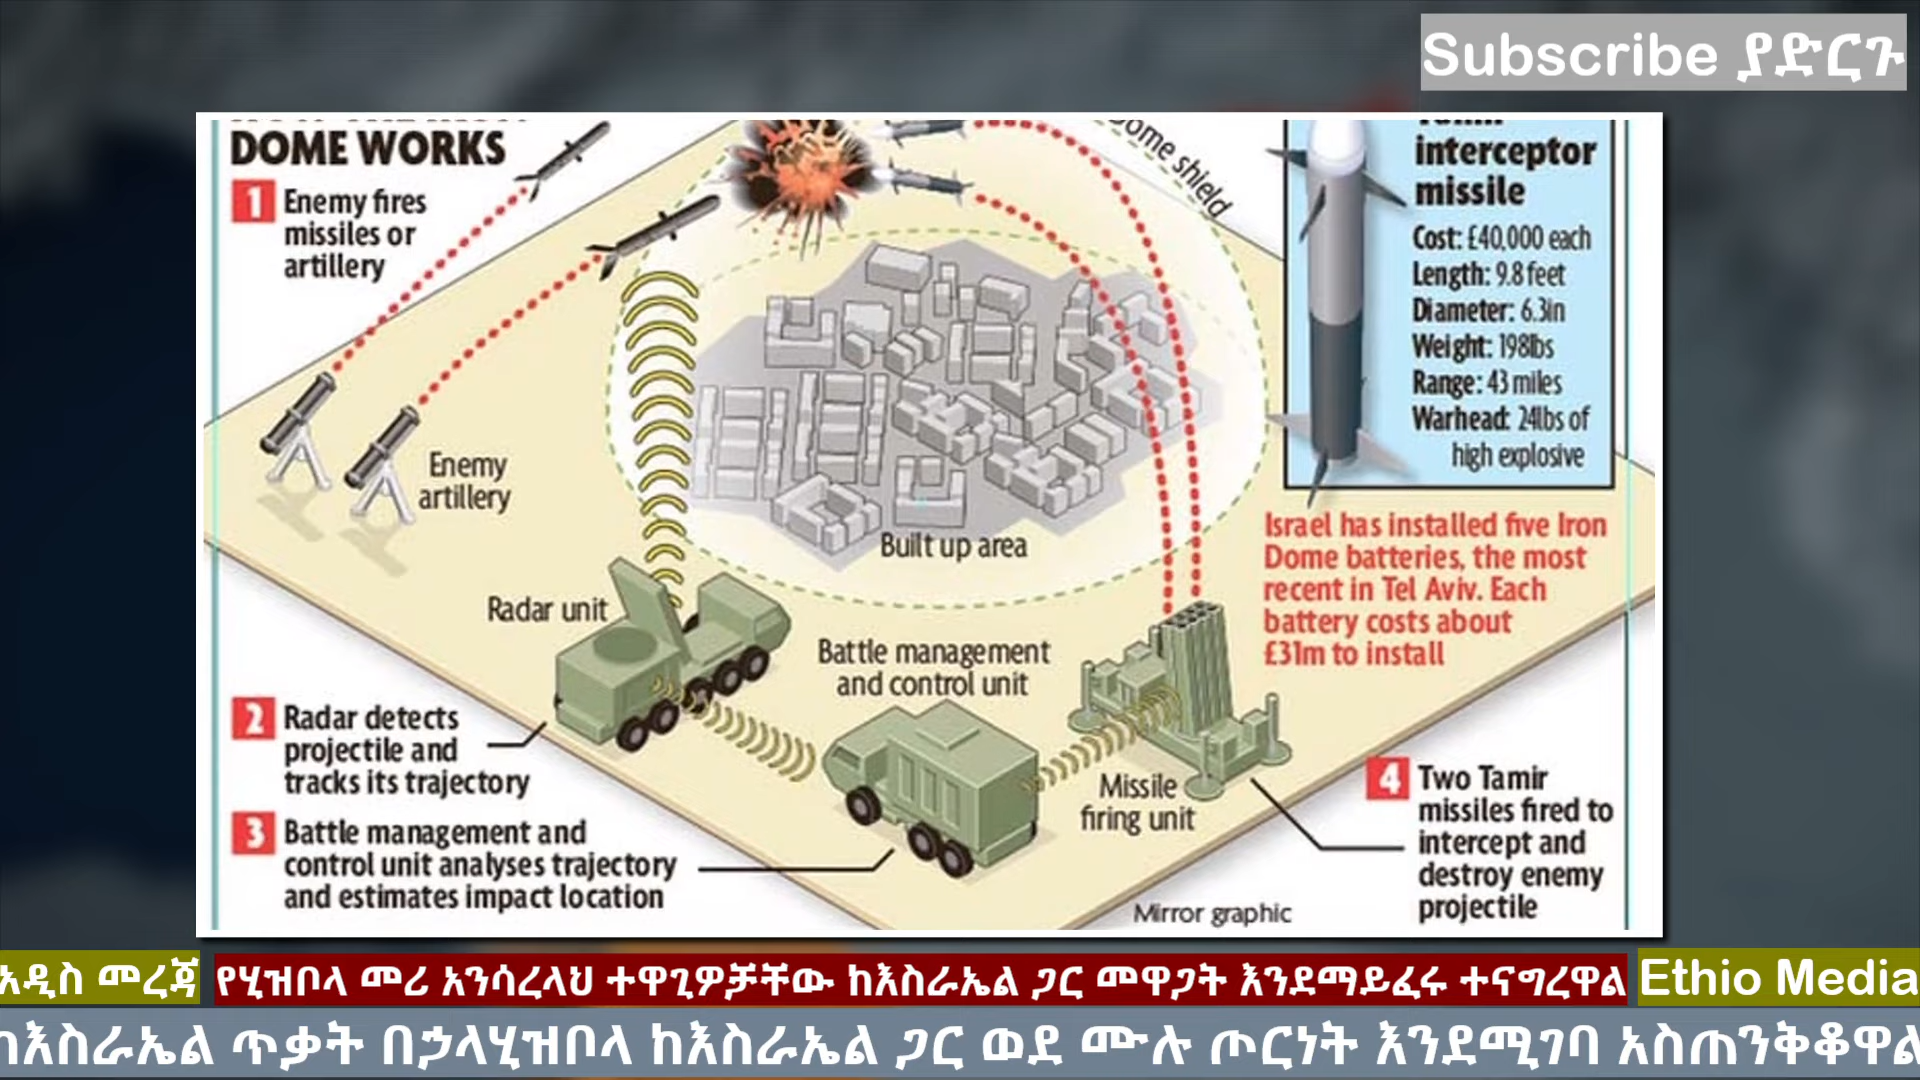 Subscribe ያድርጉ
DOME WORKS
1 Enemy fires
missiles or
artillery
Dome shield
interceptor
missile
Cost: £40,000 each
Length: 9.8 feet
Diameter: 6.3in
Weight: 198lbs
Range: 43 miles
Warhead: 24lbs of
high explosive
Enemy
artillery
Built up area
Israel has installed five Iron
Dome batteries, the most
recent in Tel Aviv. Each
battery costs about
£31m to install
Radar unit
Battle management
and control unit
2 Radar detects
projectile and
tracks its trajectory
Missile
firing unit
3 Battle management and
control unit analyses trajectory
and estimates impact location
4 Two Tamir
missiles fired to
intercept and
destroy enemy
projectile
Mirror graphic
አዲስ መረጃ
የሂዝቦላ መሪ አንሳረላህ ተዋጊዎቻቸው ከእስራኤል ጋር መዋጋት እንደማይፈሩ ተናግረዋል
Ethio Media
ከእስራኤል ጥቃት በኃላሂዝቦላ ከእስራኤል ጋር ወደ ሙሉ ጦርነት እንደሚገባ አስጠንቅቆዋል